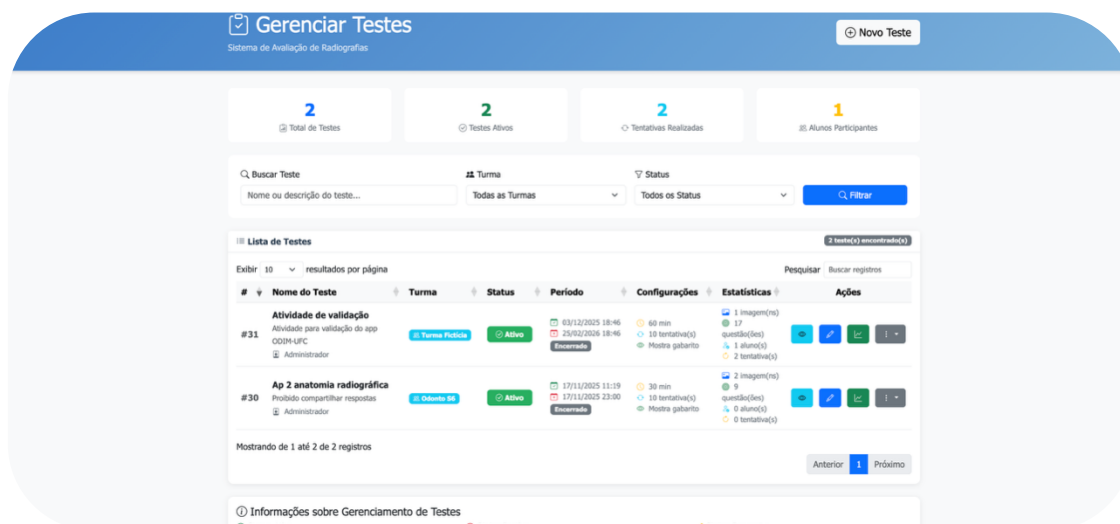 Gerenciar Testes
Sistema de Avaliação de Radiografias
Novo Teste
2
Total de Testes
2
Testes Ativos
2
Tentativas Realizadas
1
Alunos Participantes
Buscar Teste
Nome ou descrição do teste...
Turma
Todas as Turmas
Status
Todos os Status
Filtrar
Lista de Testes
2 teste(s) encontrado(s)
Exibir 10 resultados por página
Pesquisar Buscar registros
# Nome do Teste Turma Status Período Configurações Estatísticas Ações
#31
Atividade de validação
Atividade para validação do app
ODIM-UFC
Administrador
Turma Fictícia
Ativo
03/12/2025 18:46
25/02/2026 18:46
Encerrado
60 min
10 tentativa(s)
Mostra gabarito
1 imagem(ns)
17
questão(ões)
1 aluno(s)
2 tentativa(s)
#30
Ap 2 anatomia radiográfica
Proibido compartilhar respostas
Administrador
Odonto S6
Ativo
17/11/2025 11:19
17/11/2025 23:00
Encerrado
30 min
10 tentativa(s)
Mostra gabarito
2 imagem(ns)
9
questão(ões)
0 aluno(s)
0 tentativa(s)
Mostrando de 1 até 2 de 2 registros
Anterior 1 Próximo
Informações sobre Gerenciamento de Testes